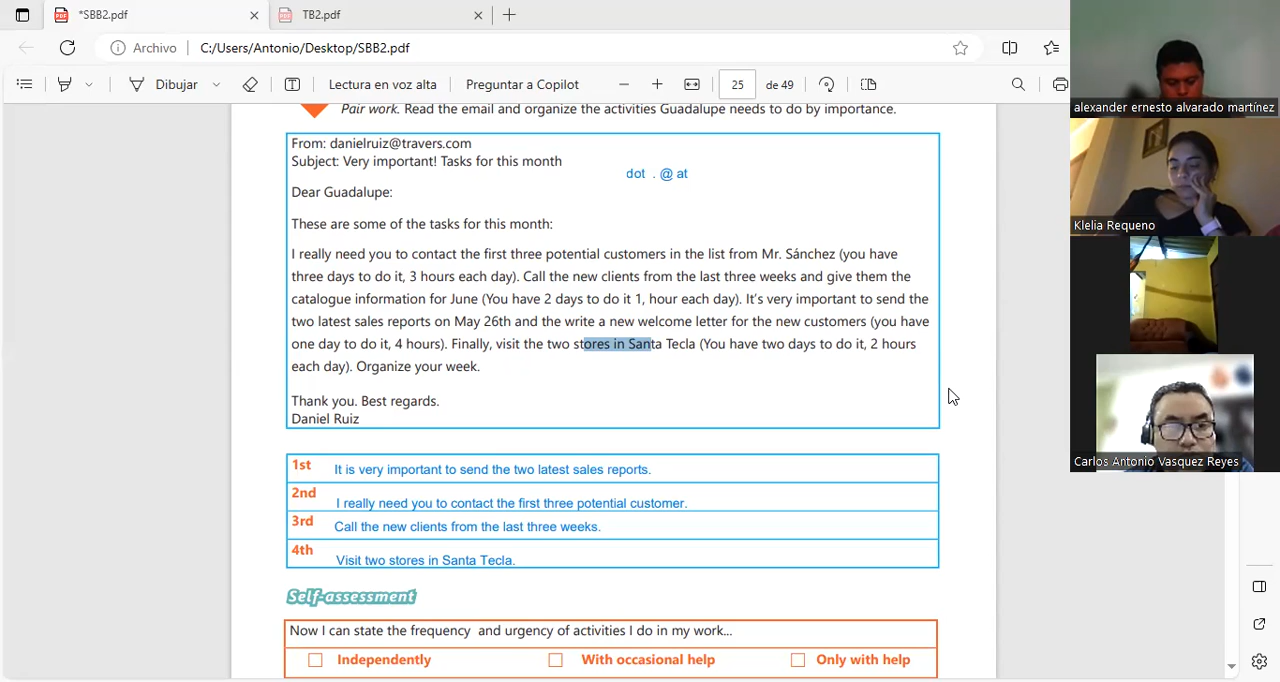 *SBB2.pdf
TB2.pdf
Archivo
C:/Users/Antonio/Desktop/SBB2.pdf
Dibujar
Lectura en voz alta
Preguntar a Copilot
25
de 49
Pair work. Read the email and organize the activities Guadalupe needs to do by importance.
From: danielruiz@travers.com
Subject: Very important! Tasks for this month
dot . @ at
Dear Guadalupe:
These are some of the tasks for this month:
I really need you to contact the first three potential customers in the list from Mr. Sánchez (you have
three days to do it, 3 hours each day). Call the new clients from the last three weeks and give them the
catalogue information for June (You have 2 days to do it 1, hour each day). It's very important to send the
two latest sales reports on May 26th and the write a new welcome letter for the new customers (you have
one day to do it, 4 hours). Finally, visit the two stores in Santa Tecla (You have two days to do it, 2 hours
each day). Organize your week.
Thank you. Best regards.
Daniel Ruiz
1st It is very important to send the two latest sales reports.
2nd I really need you to contact the first three potential customer.
3rd Call the new clients from the last three weeks.
4th Visit two stores in Santa Tecla.
Self-assessment
Now I can state the frequency and urgency of activities I do in my work...
Independently
With occasional help
Only with help
alexander ernesto alvarado martínez
Klelia Requeno
Carlos Antonio Vasquez Reyes